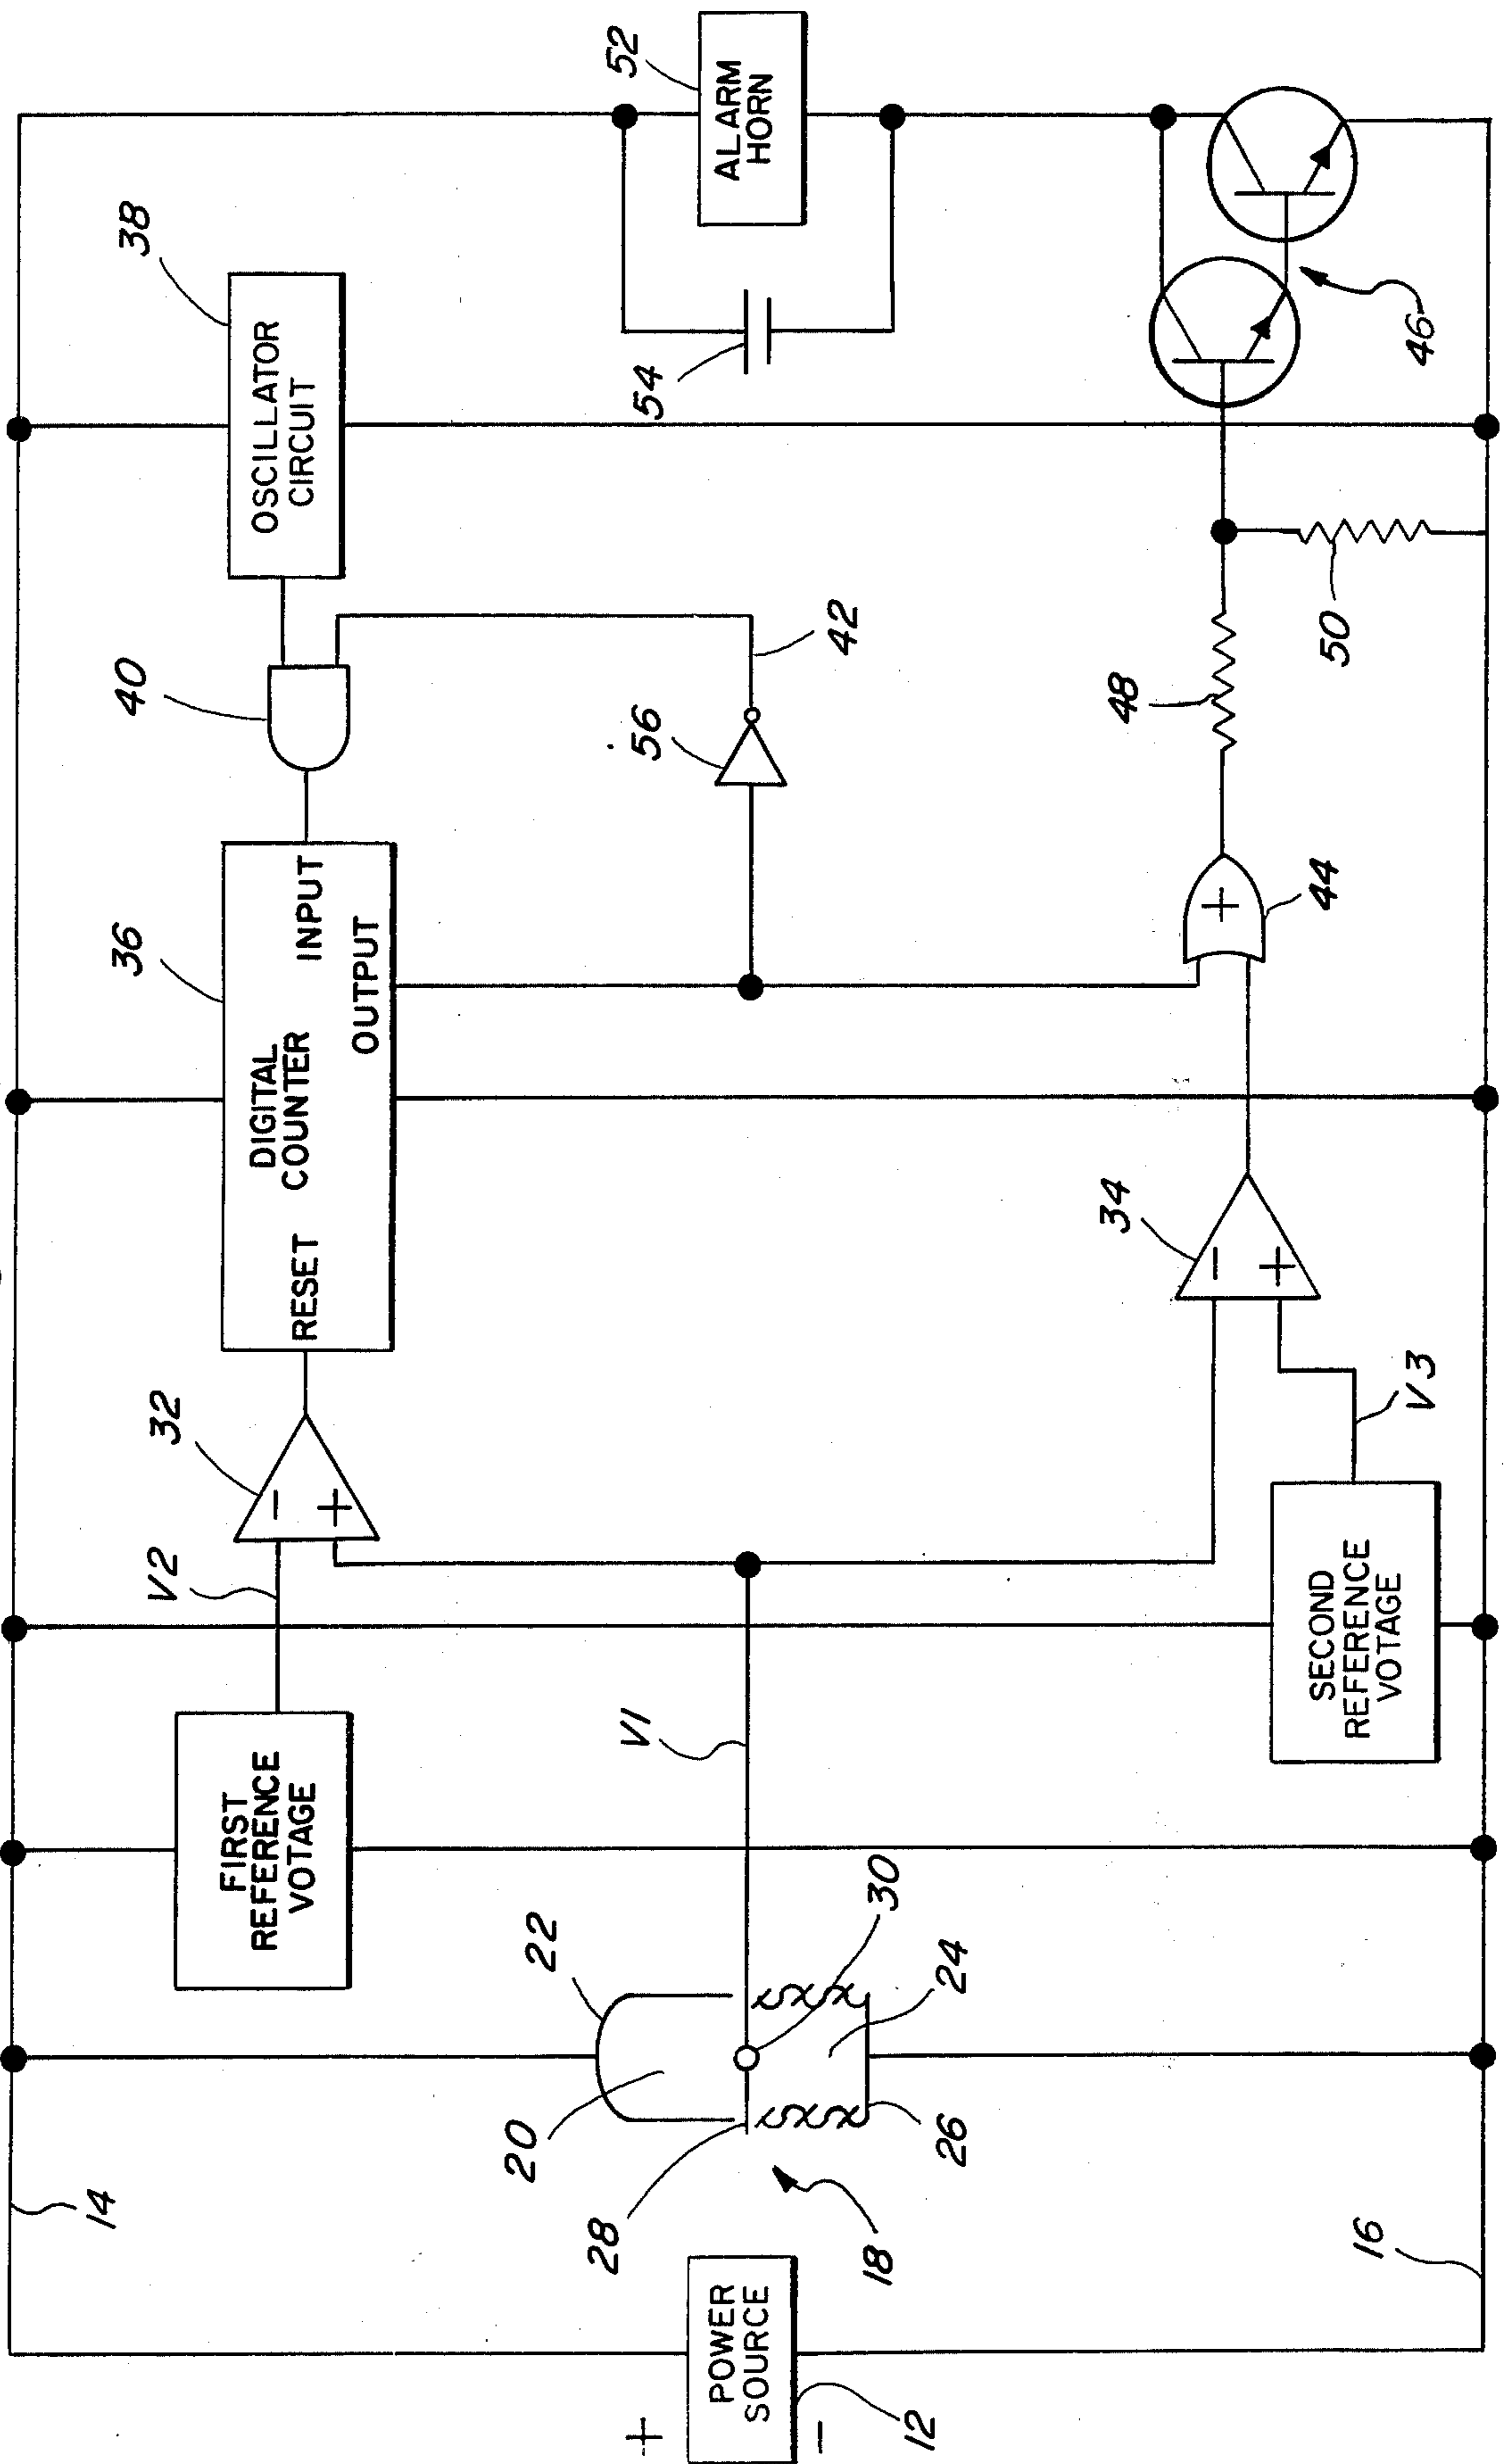 14
+
POWER
SOURCE
−
12
16
22
20
28
30
24
26
18
FIRST
REFERENCE
VOTAGE
V2
V1
SECOND
REFERENCE
VOTAGE
V3
32
−
+
34
−
+
36
RESET
DIGITAL
COUNTER
INPUT
OUTPUT
40
56
42
44
+
48
50
38
OSCILLATOR
CIRCUIT
54
52
ALARM
HORN
46